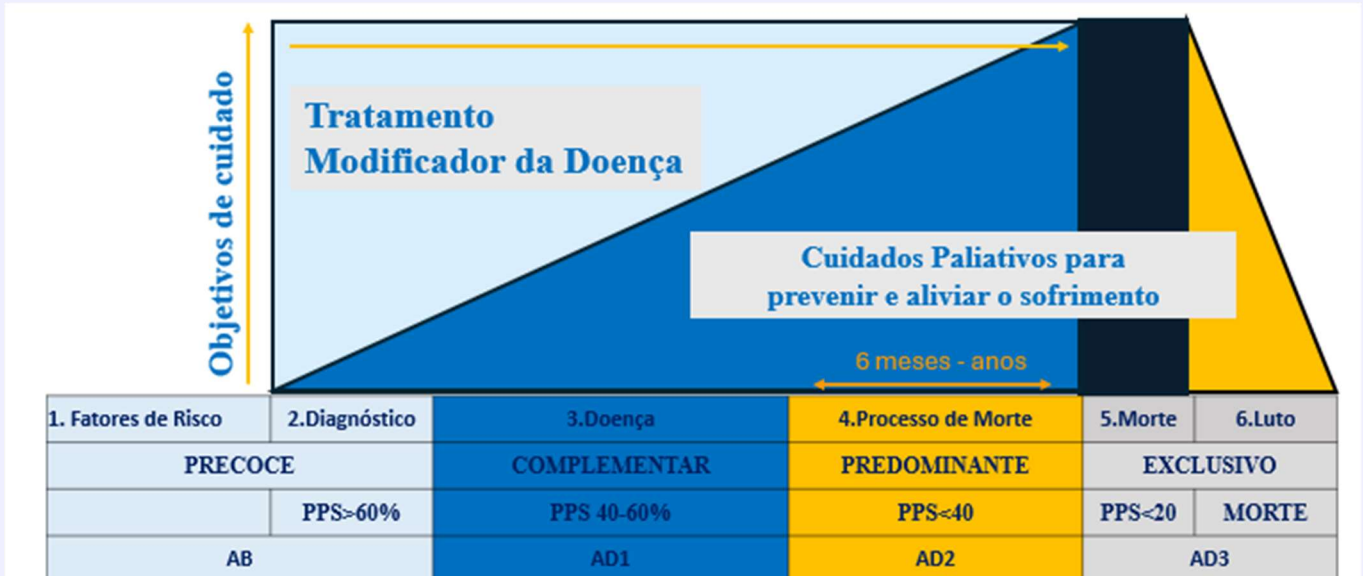 Objetivos de cuidado
Tratamento
Modificador da Doença
Cuidados Paliativos para
prevenir e aliviar o sofrimento
6 meses - anos
1. Fatores de Risco 2.Diagnóstico 3.Doença 4.Processo de Morte 5.Morte 6.Luto
PRECOCE COMPLEMENTAR PREDOMINANTE EXCLUSIVO
PPS>60% PPS 40-60% PPS<40 PPS<20 MORTE
AB AD1 AD2 AD3